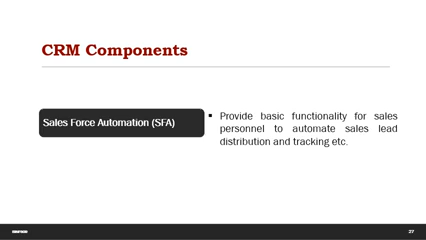 CRM Components
Sales Force Automation (SFA)
▪ Provide basic functionality for sales
personnel to automate sales lead
distribution and tracking etc.
27